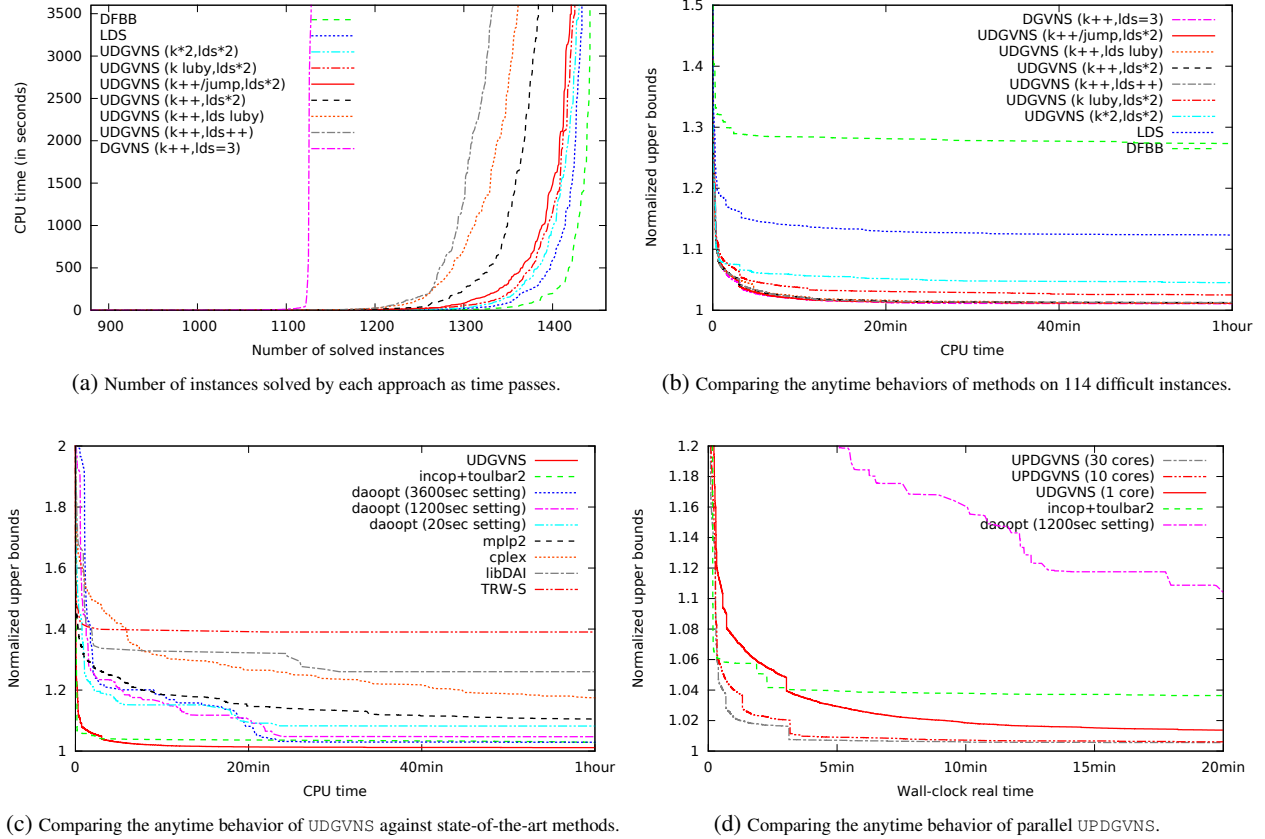 3500
3000
2500
2000
1500
1000
500
0
CPU time (in seconds)
DFBB
LDS
UDGVNS (k*2,lds*2)
UDGVNS (k luby,lds*2)
UDGVNS (k++/jump,lds*2)
UDGVNS (k++,lds*2)
UDGVNS (k++,lds luby)
UDGVNS (k++,lds++)
DGVNS (k++,lds=3)
900 1000 1100 1200 1300 1400
Number of solved instances
(a) Number of instances solved by each approach as time passes.
1.5
1.4
1.3
1.2
1.1
1
Normalized upper bounds
DGVNS (k++,lds=3)
UDGVNS (k++/jump,lds*2)
UDGVNS (k++,lds luby)
UDGVNS (k++,lds*2)
UDGVNS (k++,lds++)
UDGVNS (k luby,lds*2)
UDGVNS (k*2,lds*2)
LDS
DFBB
0 20min 40min 1hour
CPU time
(b) Comparing the anytime behaviors of methods on 114 difficult instances.
2
1.8
1.6
1.4
1.2
1
Normalized upper bounds
UDGVNS
incop+toulbar2
daoopt (3600sec setting)
daoopt (1200sec setting)
daoopt (20sec setting)
mplp2
cplex
libDAI
TRW-S
0 20min 40min 1hour
CPU time
(c) Comparing the anytime behavior of UDGVNS against state-of-the-art methods.
1.2
1.18
1.16
1.14
1.12
1.1
1.08
1.06
1.04
1.02
1
Normalized upper bounds
UPDGVNS (30 cores)
UPDGVNS (10 cores)
UDGVNS (1 core)
incop+toulbar2
daoopt (1200sec setting)
0 5min 10min 15min 20min
Wall-clock real time
(d) Comparing the anytime behavior of parallel UPDGVNS.